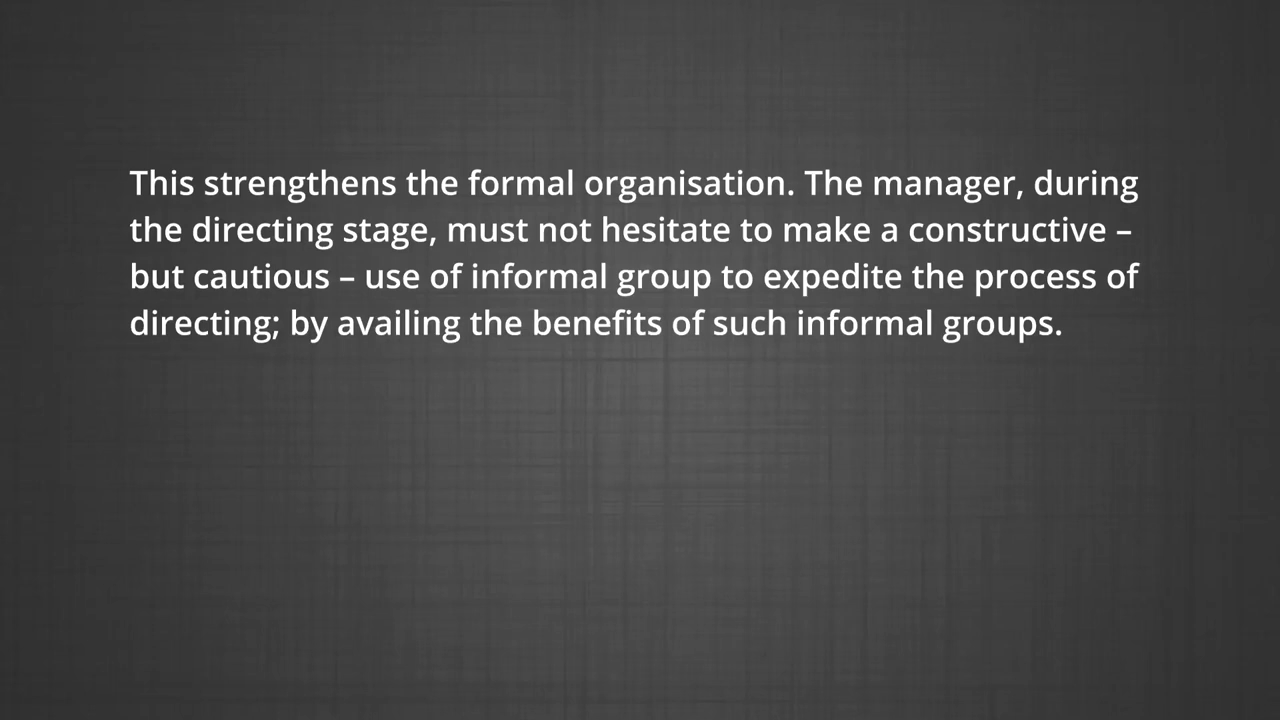 This strengthens the formal organisation. The manager, during
the directing stage, must not hesitate to make a constructive –
but cautious – use of informal group to expedite the process of
directing; by availing the benefits of such informal groups.